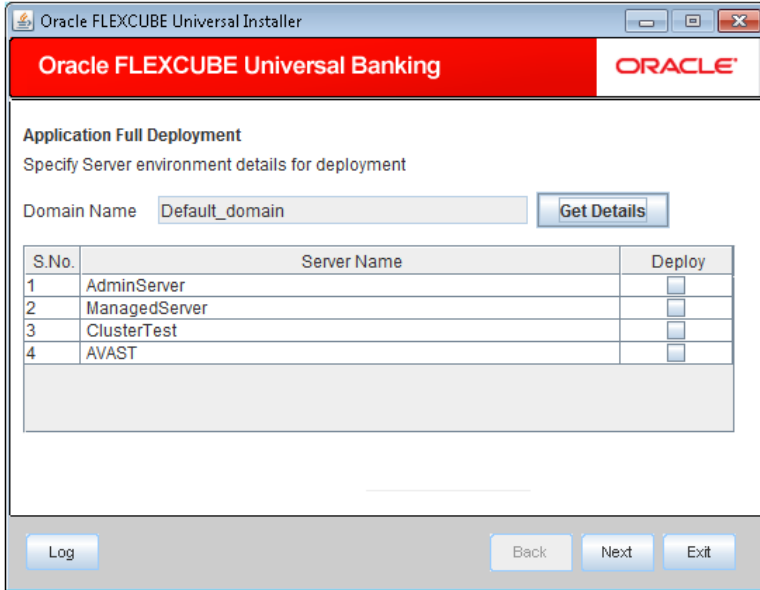 Oracle FLEXCUBE Universal Installer
Oracle FLEXCUBE Universal Banking ORACLE
Application Full Deployment
Specify Server environment details for deployment
Domain Name Default_domain Get Details
S.No. Server Name Deploy
1 AdminServer
2 ManagedServer
3 ClusterTest
4 AVAST
Log Back Next Exit